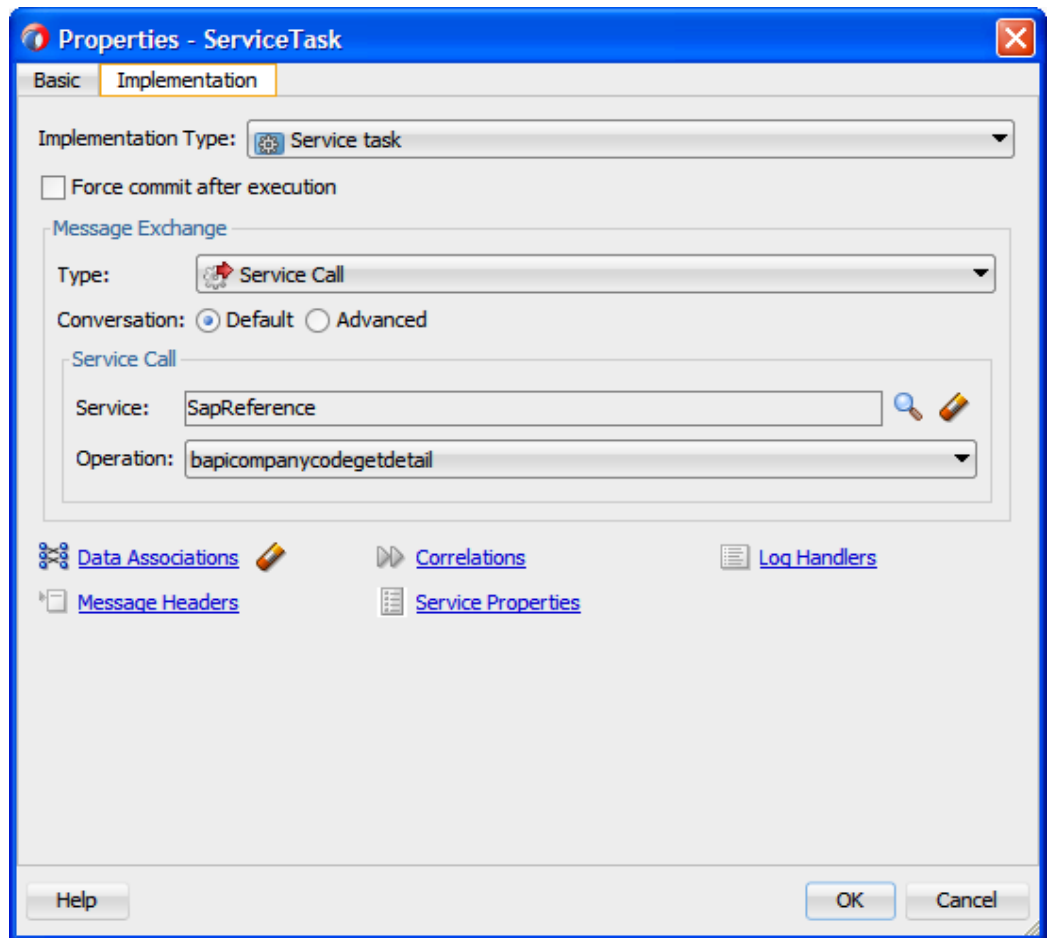 Properties - ServiceTask
Basic Implementation
Implementation Type: Service task
Force commit after execution
Message Exchange
Type: Service Call
Conversation: Default Advanced
Service Call
Service: SapReference
Operation: bapicompanycodegetdetail
Data Associations Correlations Log Handlers
Message Headers Service Properties
Help OK Cancel